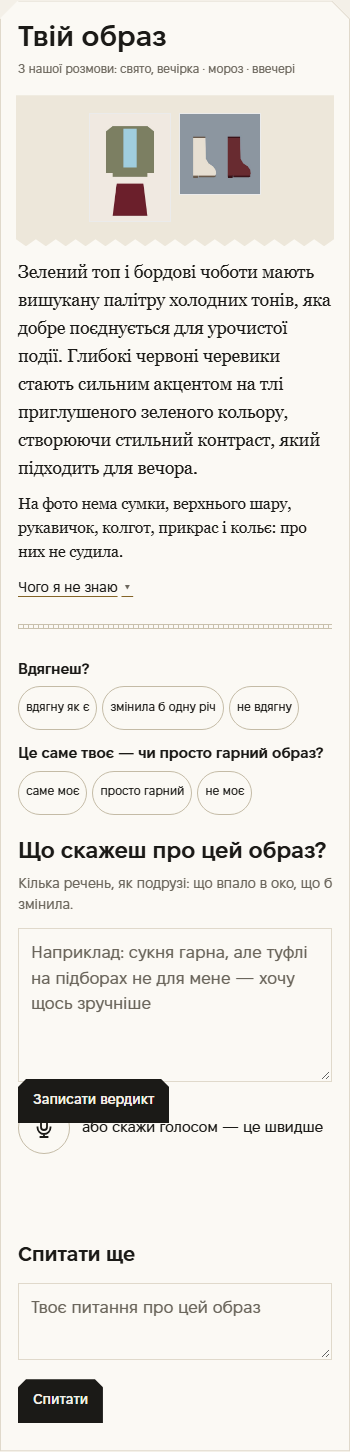 Твій образ
З нашої розмови: свято, вечірка · мороз · ввечері
Зелений топ і бордові чоботи мають
вишукану палітру холодних тонів, яка
добре поєднується для урочистої
події. Глибокі червоні черевики
стають сильним акцентом на тлі
приглушеного зеленого кольору,
створюючи стильний контраст, який
підходить для вечора.
На фото нема сумки, верхнього шару,
рукавичок, колгот, прикрас і кольє: про
них не судила.
Чого я не знаю
Вдягнеш?
вдягну як є
змінила б одну річ
не вдягну
Це саме твоє — чи просто гарний образ?
саме моє
просто гарний
не моє
Що скажеш про цей образ?
Кілька речень, як подрузі: що впало в око, що б
змінила.
Наприклад: сукня гарна, але туфлі
на підборах не для мене — хочу
щось зручніше
Записати вердикт
або скажи голосом — це швидше
Спитати ще
Твоє питання про цей образ
Спитати